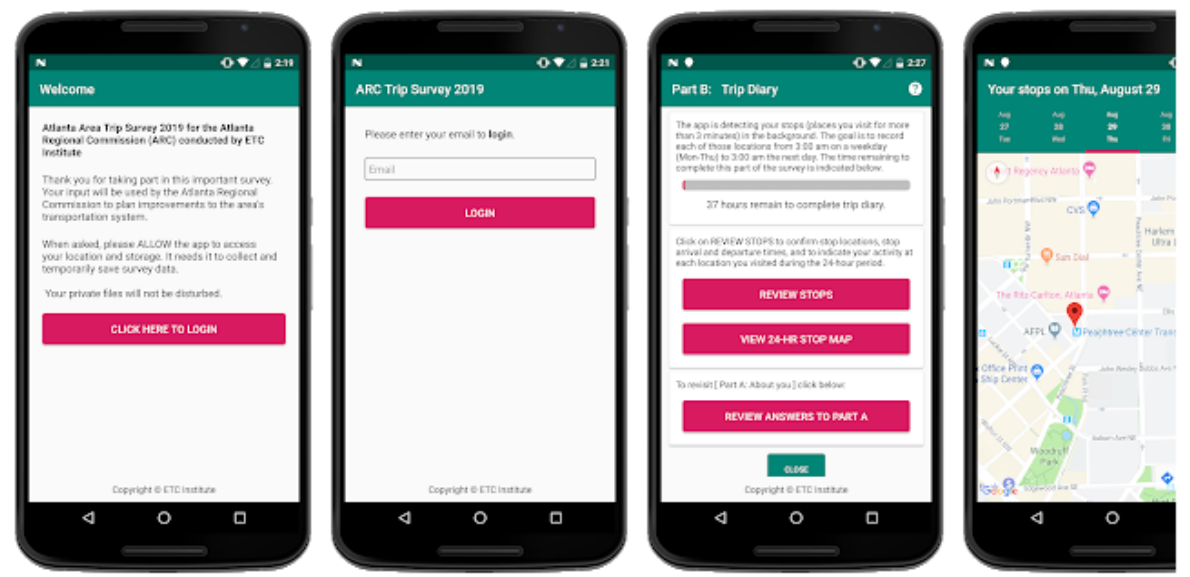 2:19
Welcome
Atlanta Area Trip Survey 2019 for the Atlanta
Regional Commission (ARC) conducted by ETC
Institute
Thank you for taking part in this important survey.
Your input will be used by the Atlanta Regional
Commission to plan improvements to the area's
transportation system.
When asked, please ALLOW the app to access
your location and storage. It needs it to collect and
temporarily save survey data.
Your private files will not be disturbed.
CLICK HERE TO LOGIN
Copyright © ETC Institute
2:21
ARC Trip Survey 2019
Please enter your email to login.
Email
LOGIN
Copyright © ETC Institute
2:27
Part B: Trip Diary
?
The app is detecting your stops (places you visit for more
than 3 minutes) in the background. The goal is to record
each of those locations from 3:00 am on a weekday
(Mon-Thu) to 3:00 am the next day. The time remaining to
complete this part of the survey is indicated below.
37 hours remain to complete trip diary.
Click on REVIEW STOPS to confirm stop locations, stop
arrival and departure times, and to indicate your activity at
each location you visited during the 24-hour period.
REVIEW STOPS
VIEW 24-HR STOP MAP
To revisit [ Part A: About you ] click below:
REVIEW ANSWERS TO PART A
CLOSE
Copyright © ETC Institute
Your stops on Thu, August 29
Aug Aug Aug Aug
27 28 29
Tue Wed Thu Fri
Regency Atlanta
CVS
Harlem
Ultra
Sun Dial
The Ritz-Carlton, Atlanta
AFPL
Peachtree Center Trans
Office Print
Ship Center
John Wesley Dobbs Ave
Auburn Ave NE
Woodruff
Park
Google
Edgewood Ave SE